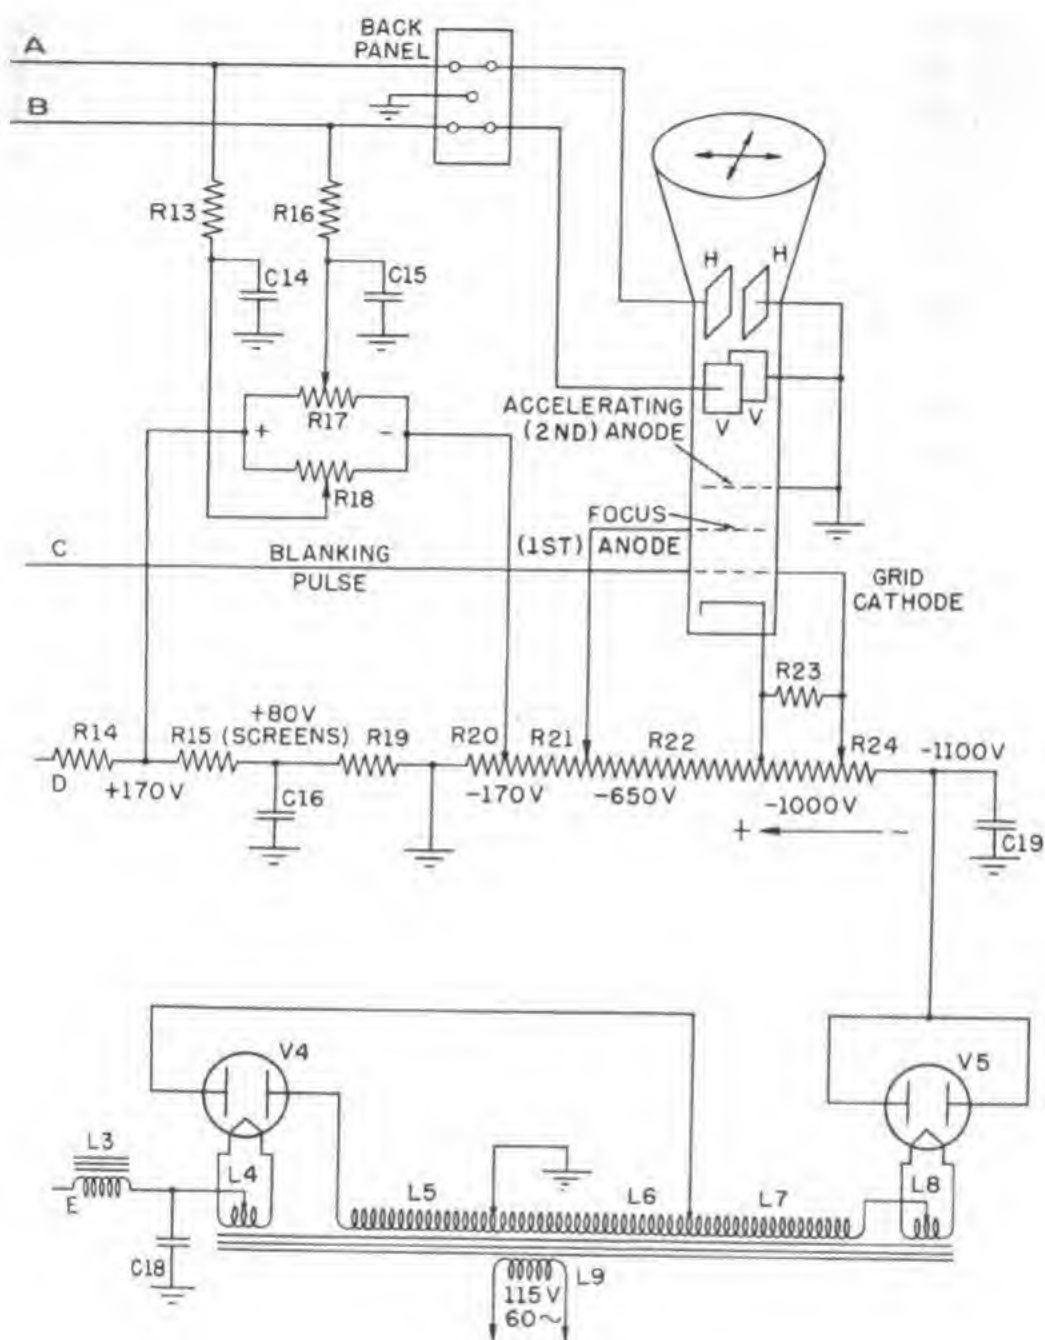 A
BACK
PANEL
B
R13
R16
C14
C15
H
H
R17
+
-
R18
ACCELERATING
(2ND) ANODE
V
V
FOCUS
(1ST) ANODE
C
BLANKING
PULSE
GRID
CATHODE
R23
R14
+80V
R15 (SCREENS)
R19
R20
R21
R22
R24
-1100V
D
+170V
C16
-170V
-650V
-1000V
+
-
C19
V4
V5
L3
L4
L5
L6
L7
L8
E
C18
L9
115V
60~